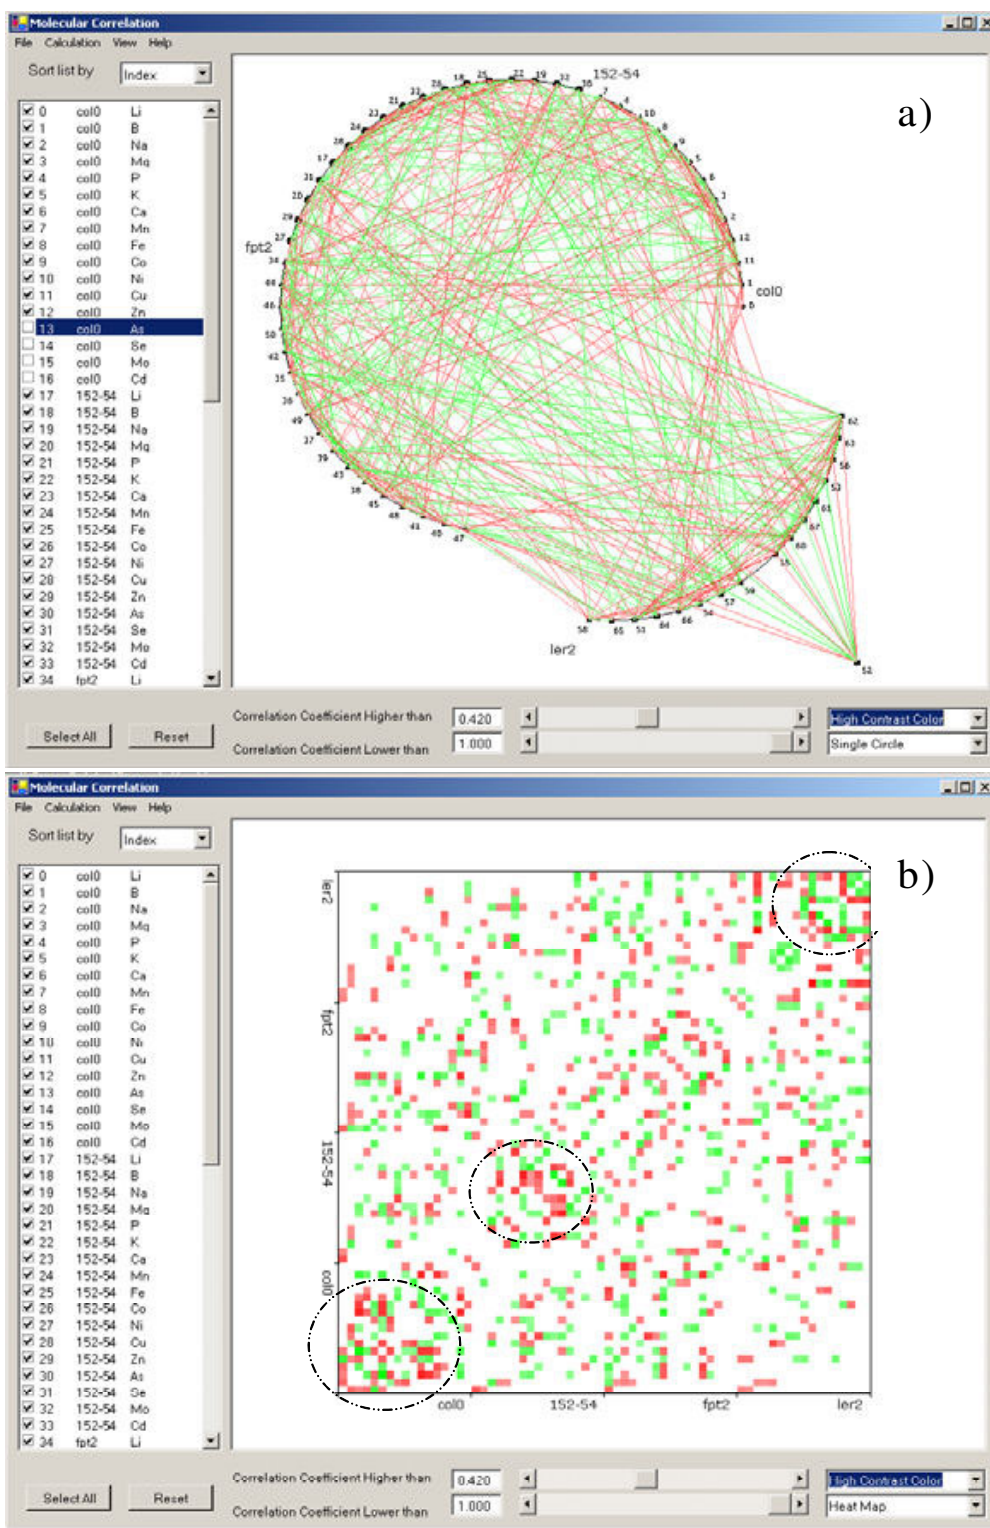 Molecular Correlation
File Calculation View Help
Sort list by Index
0 col0 Li
1 col0 B
2 col0 Na
3 col0 Mg
4 col0 P
5 col0 K
6 col0 Ca
7 col0 Mn
8 col0 Fe
9 col0 Co
10 col0 Ni
11 col0 Cu
12 col0 Zn
13 col0 As
14 col0 Se
15 col0 Mo
16 col0 Cd
17 152-54 Li
18 152-54 B
19 152-54 Na
20 152-54 Mg
21 152-54 P
22 152-54 K
23 152-54 Ca
24 152-54 Mn
25 152-54 Fe
26 152-54 Co
27 152-54 Ni
28 152-54 Cu
29 152-54 Zn
30 152-54 As
31 152-54 Se
32 152-54 Mo
33 152-54 Cd
34 fpt2 Li
a)
152-54
fpt2
col0
ler2
Correlation Coefficient Higher than 0.420 High Contrast Color
Correlation Coefficient Lower than 1.000 Single Circle
Select All Reset
Molecular Correlation
File Calculation View Help
Sort list by Index
0 col0 Li
1 col0 B
2 col0 Na
3 col0 Mg
4 col0 P
5 col0 K
6 col0 Ca
7 col0 Mn
8 col0 Fe
9 col0 Co
10 col0 Ni
11 col0 Cu
12 col0 Zn
13 col0 As
14 col0 Se
15 col0 Mo
16 col0 Cd
17 152-54 Li
18 152-54 B
19 152-54 Na
20 152-54 Mg
21 152-54 P
22 152-54 K
23 152-54 Ca
24 152-54 Mn
25 152-54 Fe
26 152-54 Co
27 152-54 Ni
28 152-54 Cu
29 152-54 Zn
30 152-54 As
31 152-54 Se
32 152-54 Mo
33 152-54 Cd
34 fpt2 Li
b)
ler2
fpt2
152-54
col0
col0 152-54 fpt2 ler2
Correlation Coefficient Higher than 0.420 High Contrast Color
Correlation Coefficient Lower than 1.000 Heat Map
Select All Reset